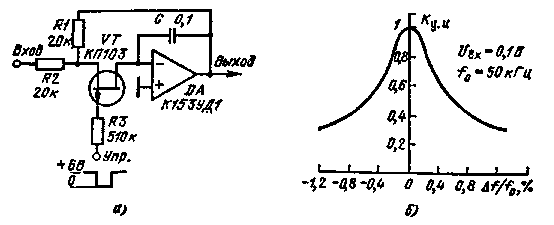 R1
20к
C 0,1
Вход
VT
КП103
R2
20к
Выход
DA
К153УД1
R3
510к
Упр.
+6В
0
а)
1 Kу.и
0,8
0,6
0,4
0,2
Uвх = 0,1В
f0 = 50кГц
-1,2 -0,8 -0,4 0 0,4 0,8 Δf/f0,%
б)